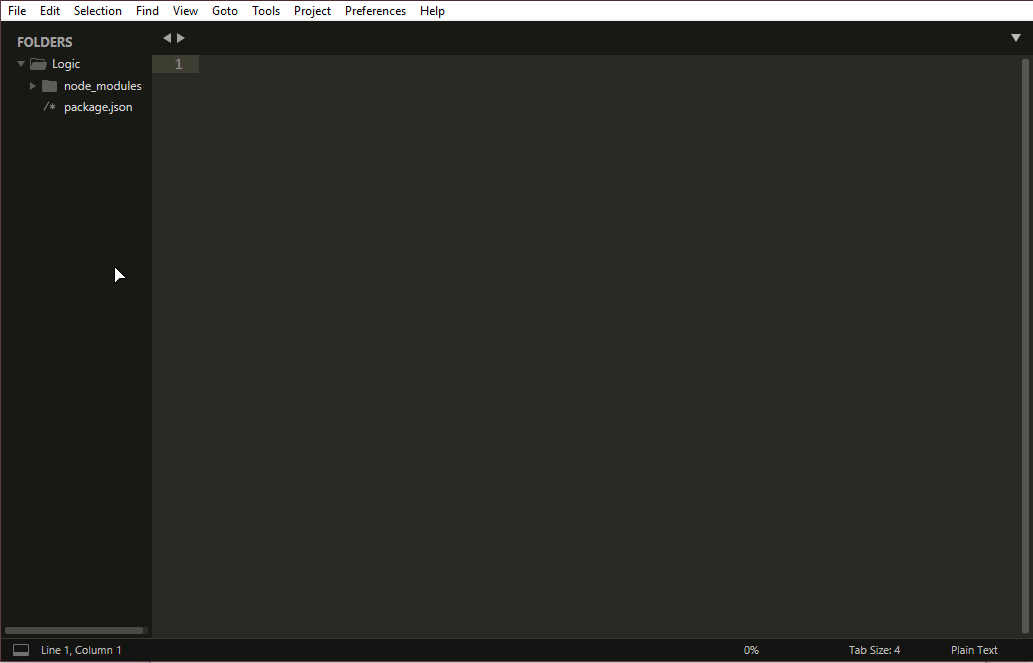 File Edit Selection Find View Goto Tools Project Preferences Help
FOLDERS
Logic
node_modules
/* package.json
1
Line 1, Column 1 0% Tab Size: 4 Plain Text